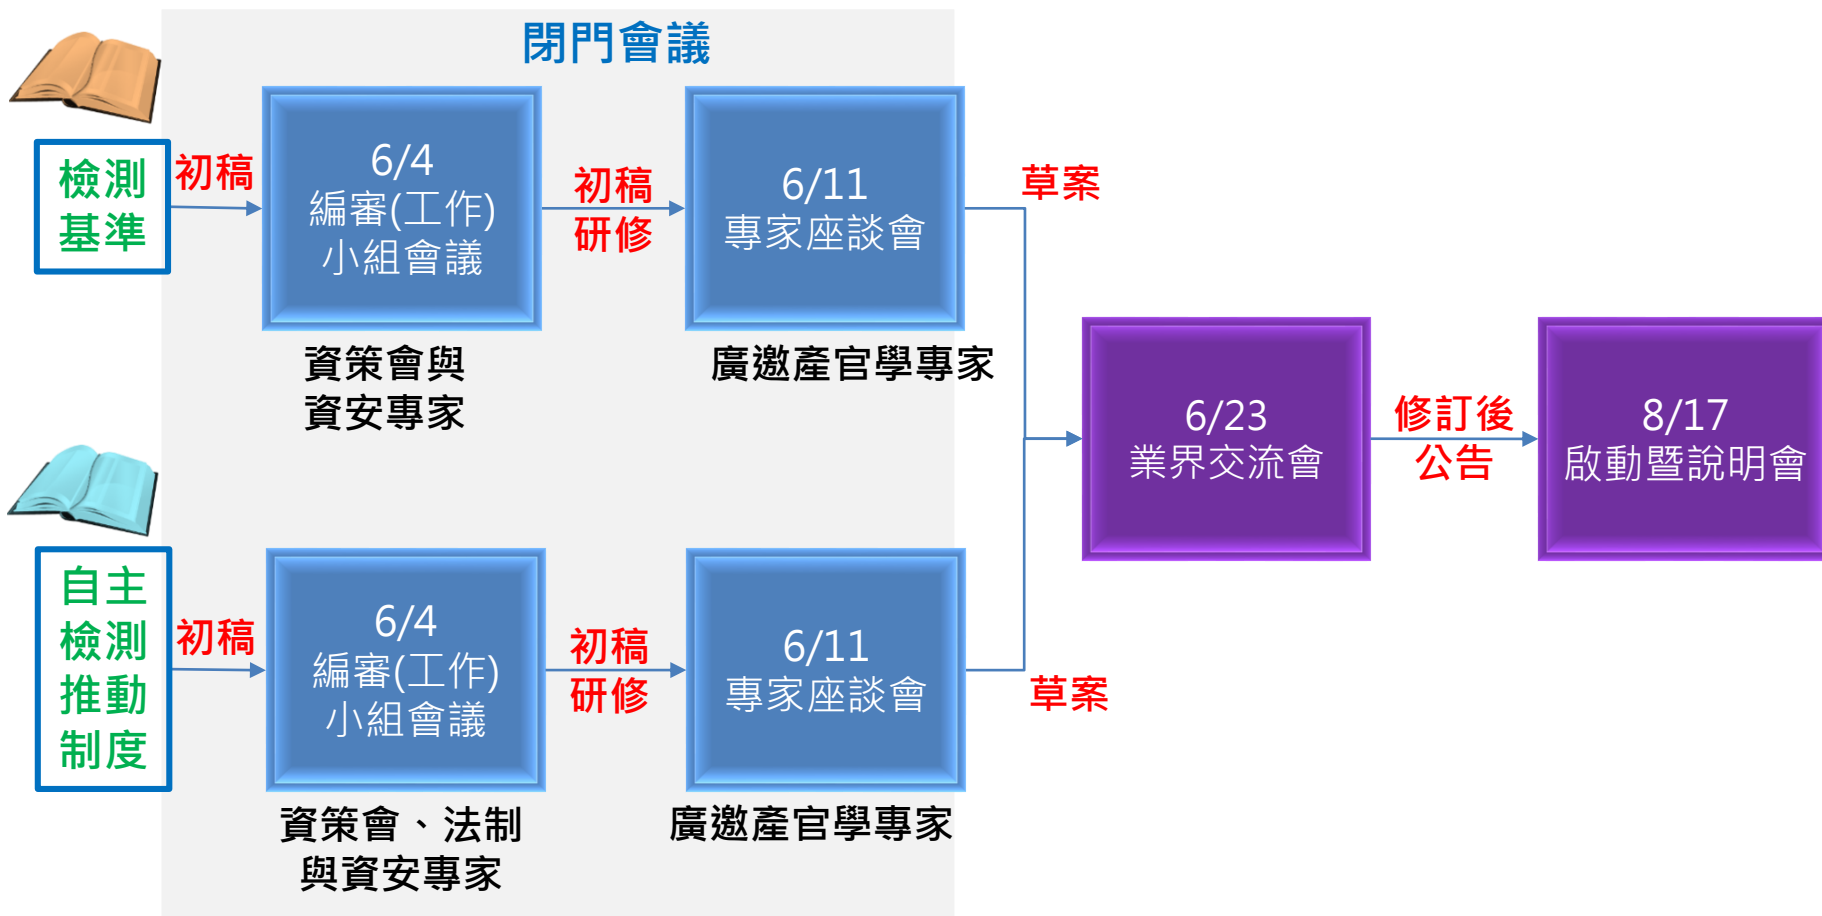 閉門會議
檢測
基準
初稿
6/4
編審(工作)
小組會議
資策會與
資安專家
初稿
研修
6/11
專家座談會
廣邀產官學專家
草案
自主
檢測
推動
制度
初稿
6/4
編審(工作)
小組會議
資策會、法制
與資安專家
初稿
研修
6/11
專家座談會
廣邀產官學專家
草案
6/23
業界交流會
修訂後
公告
8/17
啟動暨說明會